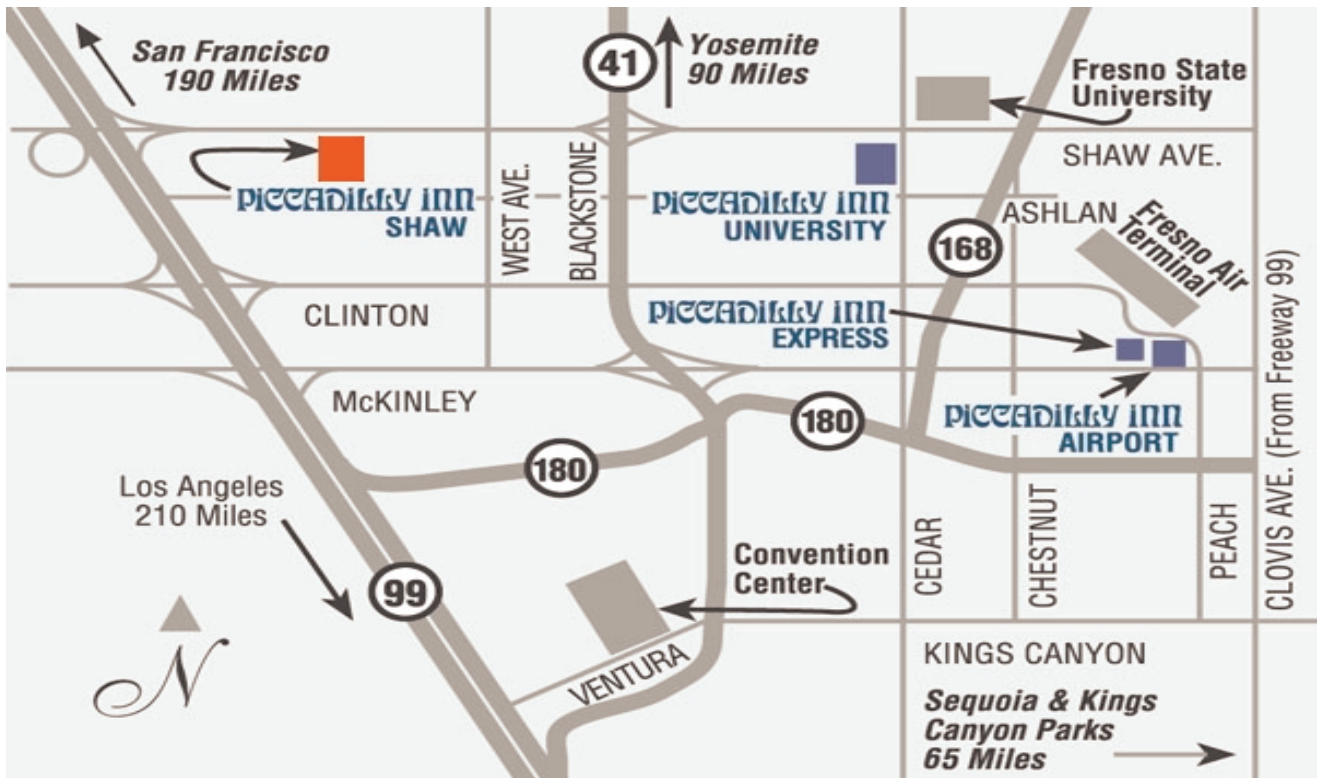 San Francisco
190 Miles
41
Yosemite
90 Miles
Fresno State
University
SHAW AVE.
PiCCADiLLY iNN
SHAW
WEST AVE.
BLACKSTONE
PiCCADiLLY iNN
UNIVERSITY
ASHLAN
168
Fresno Air
Terminal
CLINTON
PiCCADiLLY iNN
EXPRESS
McKINLEY
PiCCADiLLY iNN
AIRPORT
180
180
Los Angeles
210 Miles
99
Convention
Center
CEDAR
CHESTNUT
PEACH
CLOVIS AVE. (From Freeway 99)
N
VENTURA
KINGS CANYON
Sequoia & Kings
Canyon Parks
65 Miles